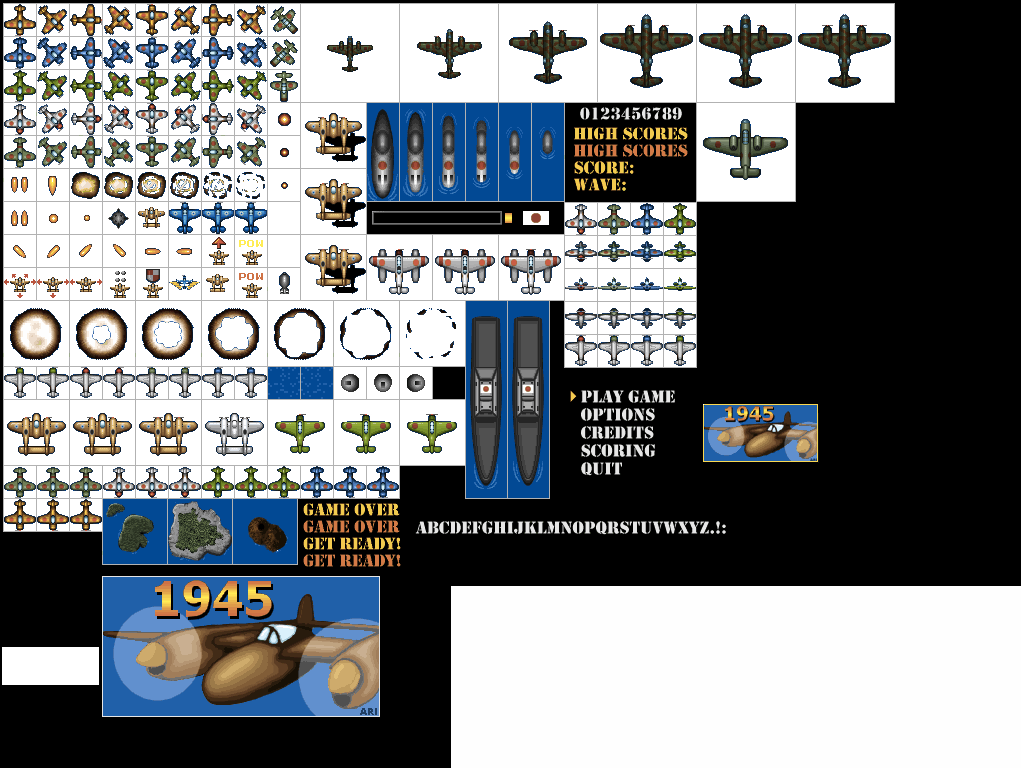 0123456789
HIGH SCORES
HIGH SCORES
SCORE:
WAVE:
POW
POW
PLAY GAME
OPTIONS
CREDITS
SCORING
QUIT
1945
GAME OVER
GAME OVER
GET READY!
GET READY!
ABCDEFGHIJKLMNOPQRSTUVWXYZ.!:
1945
ARI